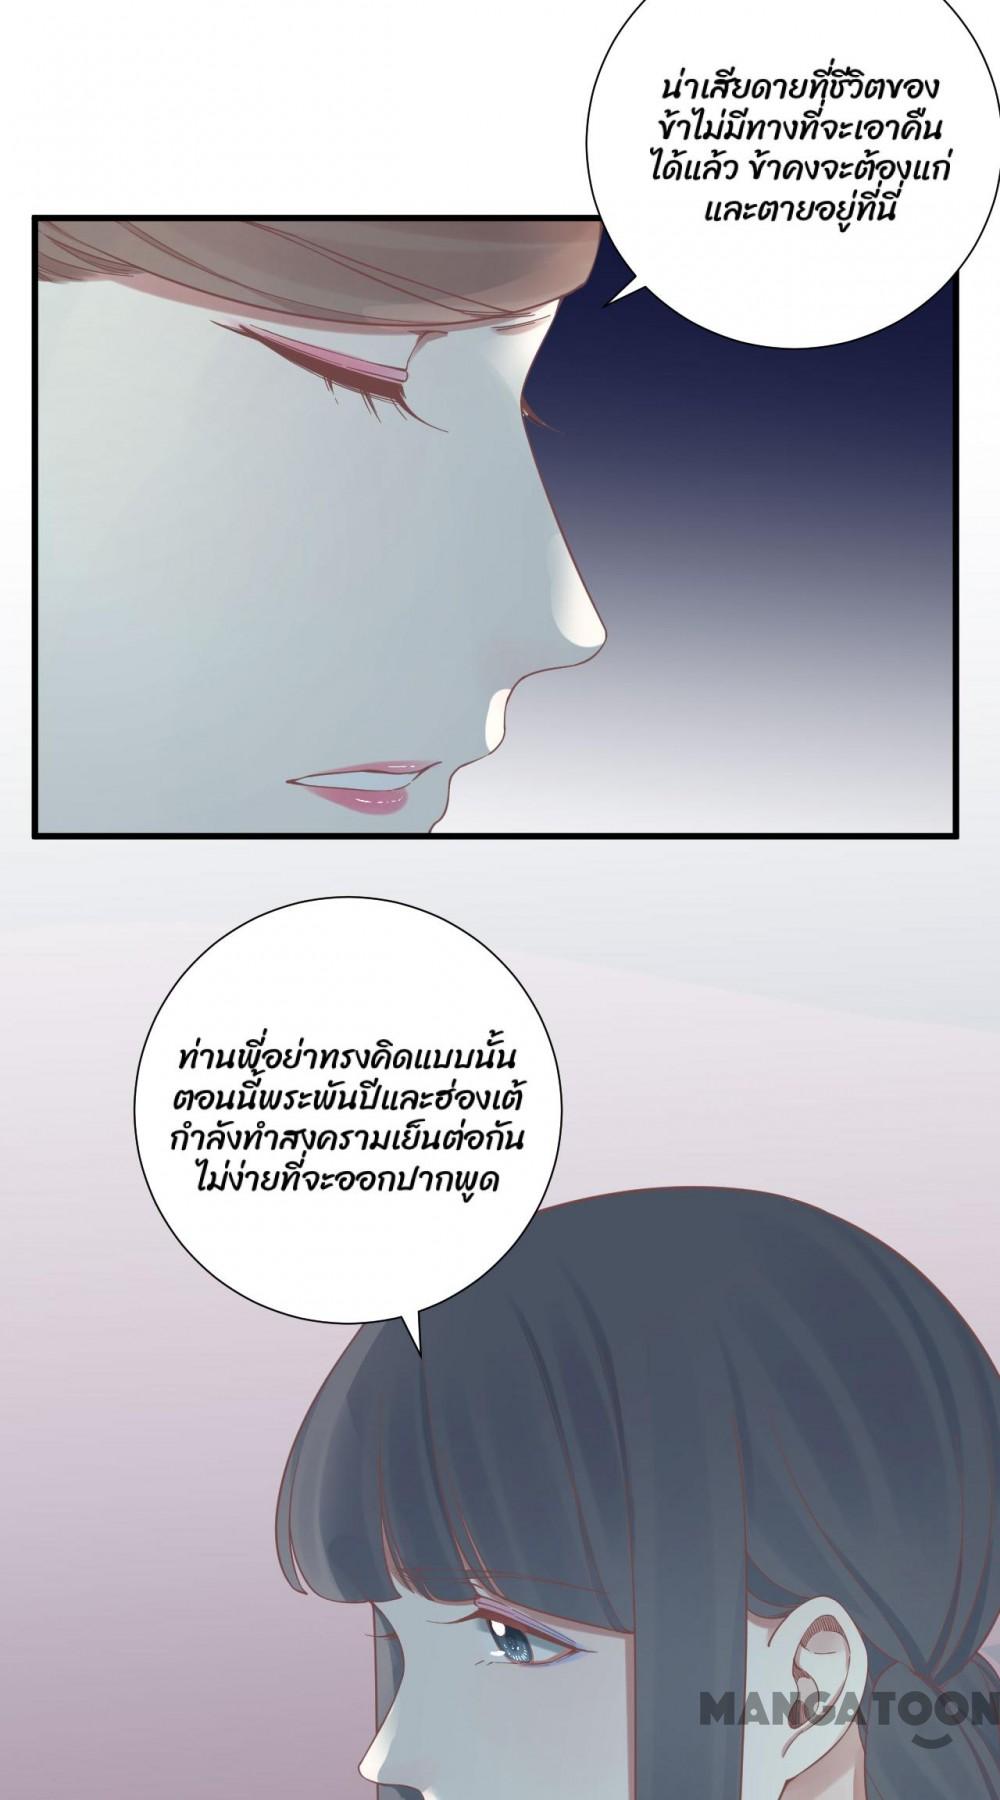 น่าเสียดายที่ชีวิตของ
ข้าไม่มีทางที่จะเอาคืน
ได้แล้ว ข้าคงจะต้องแก่
และตายอยู่ที่นี่
ท่านพี่อย่าทรงคิดแบบนั้น
ตอนนี้พระพันปีและฮ่องเต้
กำลังทำสงครามเย็นต่อกัน
ไม่ง่ายที่จะออกปากพูด
MANGATOON